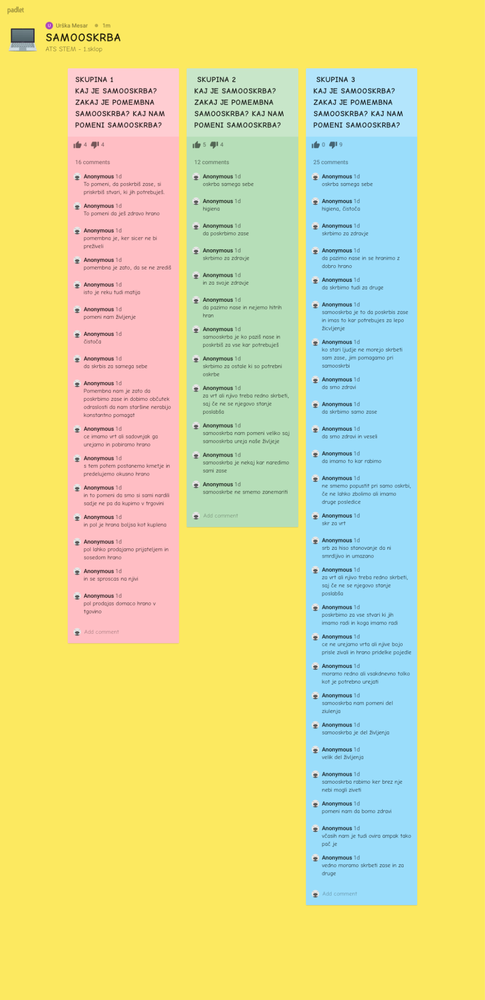 padlet
U Urška Mesar 1m
SAMOOSKRBA
ATS STEM - 1.sklop
SKUPINA 1
KAJ JE SAMOOSKRBA?
ZAKAJ JE POMEMBNA
SAMOOSKRBA? KAJ NAM
POMENI SAMOOSKRBA?
4 4
16 comments
Anonymous 1d
To pomeni, da poskrbiš zase, si
priskrbiš stvari, ki jih potrebuješ.
Anonymous 1d
To pomeni da ješ zdravo hrano
Anonymous 1d
pomembna je, ker sicer ne bi
preživeli
Anonymous 1d
pomembna je zato, da se ne zrediš
Anonymous 1d
isto je reku tudi matija
Anonymous 1d
pomeni nam življenje
Anonymous 1d
čistoča
Anonymous 1d
da skrbis za samega sebe
Anonymous 1d
Pomembna nam je zato da
poskrbimo zase in dobimo občutek
odraslosti da nam staršine nerabijo
konstantno pomagat
Anonymous 1d
ce imamo vrt ali sadovnjak ga
urejamo in pobiramo hrano
Anonymous 1d
s tem potem postanemo kmetje in
predelujemo okusno hrano
Anonymous 1d
in to pomeni da smo si sami nardili
sadje ne pa da kupimo v trgovini
Anonymous 1d
in pol je hrana boljsa kot kuplena
Anonymous 1d
pol lahko prodajamo prijateljem in
sosedom hrano
Anonymous 1d
in se sproscas na njivi
Anonymous 1d
pol prodajas domaco hrano v
tgovino
Add comment
SKUPINA 2
KAJ JE SAMOOSKRBA?
ZAKAJ JE POMEMBNA
SAMOOSKRBA? KAJ NAM
POMENI SAMOOSKRBA?
5 4
12 comments
Anonymous 1d
oskrba samega sebe
Anonymous 1d
higiena
Anonymous 1d
da poskrbimo zase
Anonymous 1d
skrbimo za zdravje
Anonymous 1d
in za svoje zdravje
Anonymous 1d
da pazimo nase in nejemo hitrih
hran
Anonymous 1d
samooskrba je ko paziš nase in
poskrbiš za vse kar potrebuješ
Anonymous 1d
skrbimo za ostale ki so potrebni
oskrbe
Anonymous 1d
za vrt ali njivo treba redno skrbeti,
saj če ne se njegovo stanje
poslabša
Anonymous 1d
samooskrba nam pomeni veliko saj
samooskrba ureja naše življeje
Anonymous 1d
samooskrba je nekaj kar naredimo
sami zase
Anonymous 1d
samooskrbe ne smemo zanemariti
Add comment
SKUPINA 3
KAJ JE SAMOOSKRBA?
ZAKAJ JE POMEMBNA
SAMOOSKRBA? KAJ NAM
POMENI SAMOOSKRBA?
0 9
25 comments
Anonymous 1d
oskrba samega sebe
Anonymous 1d
higiena, čistoča
Anonymous 1d
skrbimo za zdravje
Anonymous 1d
da pazimo nase in se hranimo z
dobro hrano
Anonymous 1d
da skrbimo tudi za druge
Anonymous 1d
samooskrba je to da poskrbis zase
in imas to kar potrebujes za lepo
žicvljenje
Anonymous 1d
ko stari ljudje ne morejo skrbeti
sam zase, jim pomagamo pri
samooskrbi
Anonymous 1d
da smo zdravi
Anonymous 1d
da skrbimo samo zase
Anonymous 1d
da smo zdravi in veseli
Anonymous 1d
da imamo to kar rabimo
Anonymous 1d
ne smemo popustit pri samo oskrbi,
če ne lahko zbolimo ali imamo
druge posledice
Anonymous 1d
skr za vrt
Anonymous 1d
srb za hiso stanovanje da ni
smrdljivo in umazano
Anonymous 1d
za vrt ali njivo treba redno skrbeti,
saj če ne se njegovo stanje
poslabša
Anonymous 1d
poskrbimo za vse stvari ki jih
imamo radi in koga imamo radi
Anonymous 1d
ce ne urejamo vrta ali njive bojo
prisle zivali in hrano pridelke pojedle
Anonymous 1d
moramo redno ali vsakdnevno tolko
kot je potrebno urejati
Anonymous 1d
samooskrba nam pomeni del
ziulenja
Anonymous 1d
samooskrba je del življenja
Anonymous 1d
velik del življenja
Anonymous 1d
samooskrba rabimo ker brez nje
nebi mogli ziveti
Anonymous 1d
pomeni nam da bomo zdravi
Anonymous 1d
včasih nam je tudi ovira ampak tako
pač je
Anonymous 1d
vedno moramo skrbeti zase in za
druge
Add comment